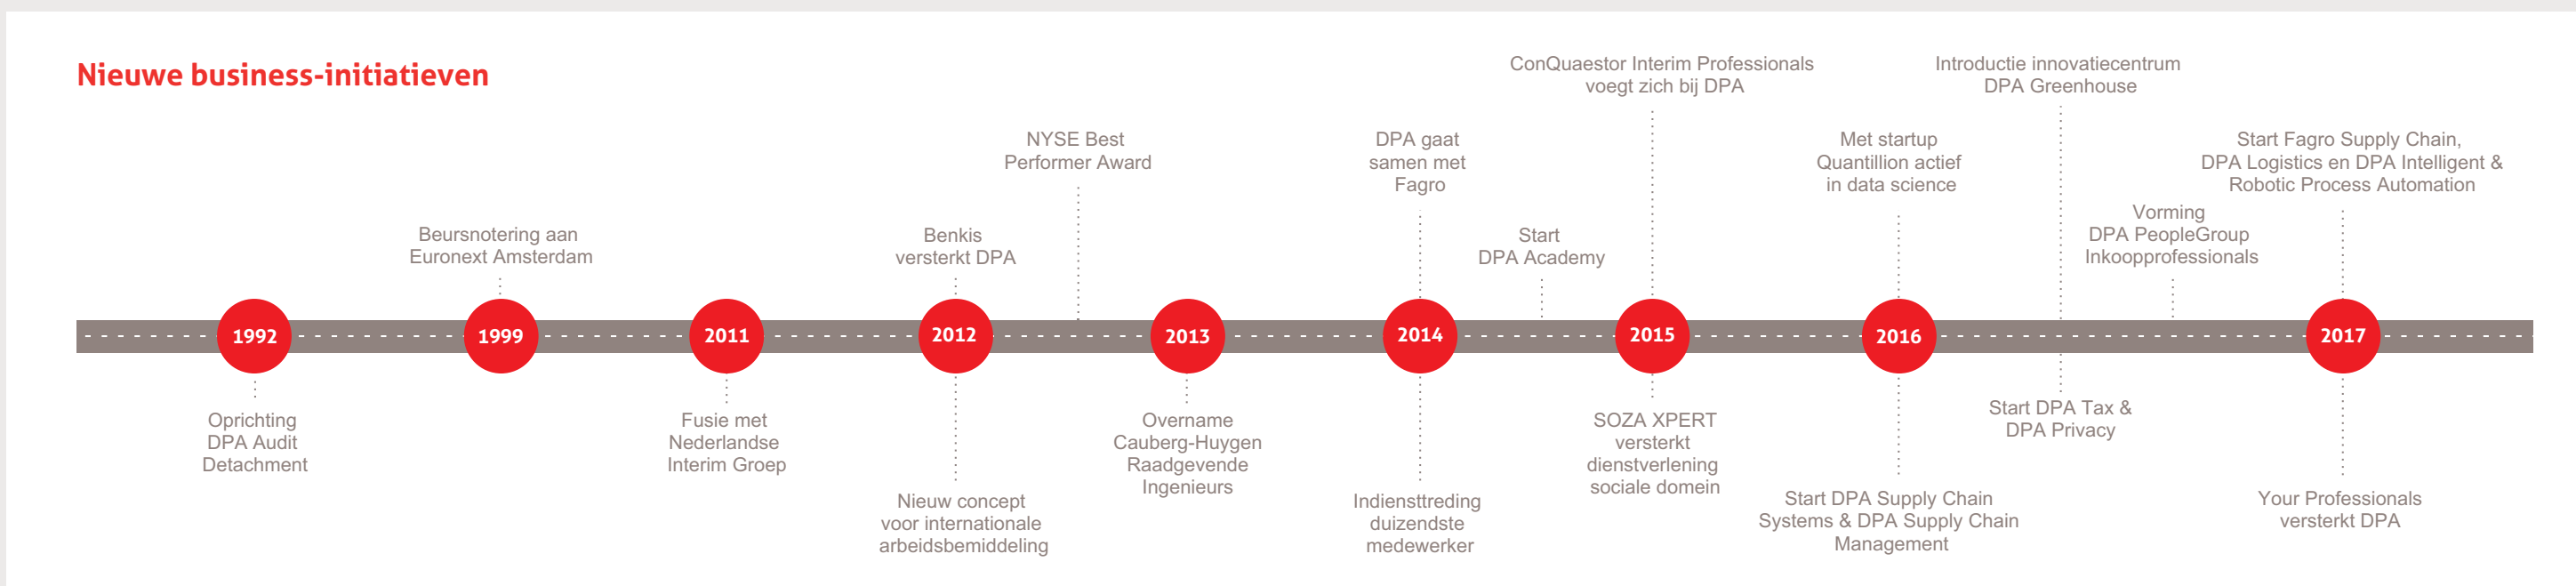 Nieuwe business-initiatieven
1992
Oprichting
DPA Audit
Detachment
Beursnotering aan
Euronext Amsterdam
1999
2011
Fusie met
Nederlandse
Interim Groep
Benkis
versterkt DPA
2012
Nieuw concept
voor internationale
arbeidsbemiddeling
NYSE Best
Performer Award
2013
Overname
Cauberg-Huygen
Raadgevende
Ingenieurs
DPA gaat
samen met
Fagro
2014
Indiensttreding
duizendste
medewerker
Start
DPA Academy
ConQuaestor Interim Professionals
voegt zich bij DPA
2015
SOZA XPERT
versterkt
dienstverlening
sociale domein
Met startup
Quantillion actief
in data science
2016
Start DPA Supply Chain
Systems & DPA Supply Chain
Management
Introductie innovatiecentrum
DPA Greenhouse
Start DPA Tax &
DPA Privacy
Vorming
DPA PeopleGroup
Inkoopprofessionals
Start Fagro Supply Chain,
DPA Logistics en DPA Intelligent &
Robotic Process Automation
2017
Your Professionals
versterkt DPA